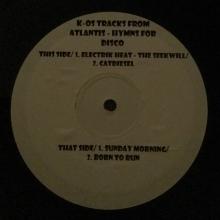 K-OS TRACKS FROM
ATLANTIS - HYMNS FOR
DISCO
THIS SIDE/ 1. ELECTRIK HEAT - THE SEEKWILL/
2. CATDIESEL
THAT SIDE/ 1. SUNDAY MORNING/
2. BORN TO RUN